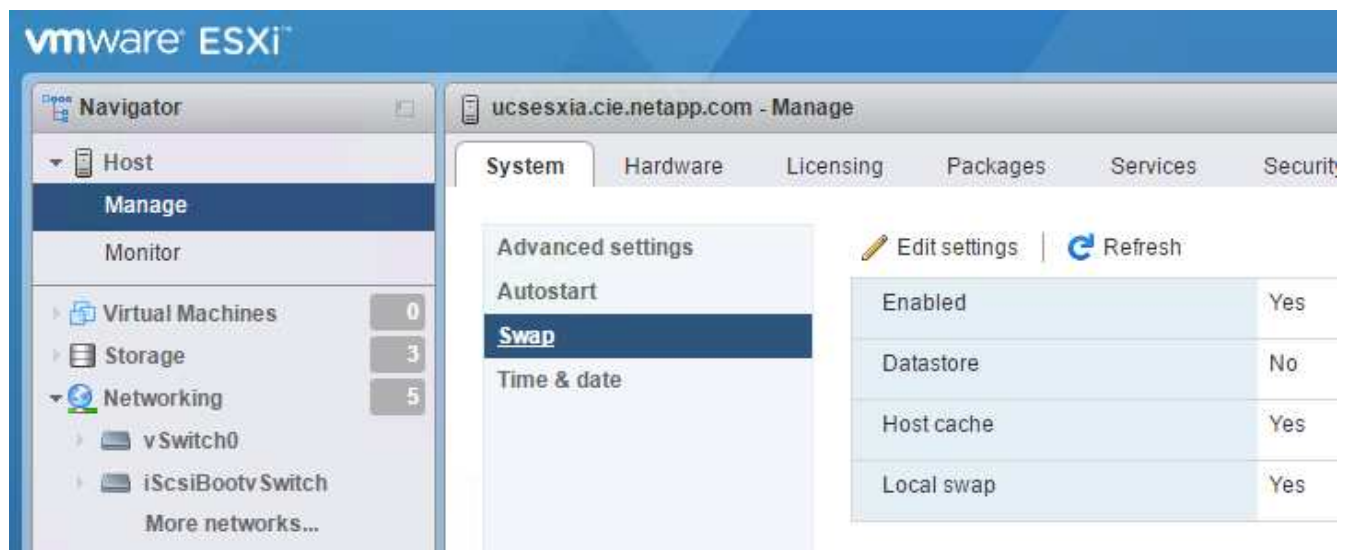 vmware ESXi™
Navigator
Host
Manage
Monitor
Virtual Machines 0
Storage 3
Networking 5
vSwitch0
iScsiBootvSwitch
More networks...
ucsesxia.cie.netapp.com - Manage
System Hardware Licensing Packages Services Security
Advanced settings
Autostart
Swap
Time & date
Edit settings | Refresh
Enabled Yes
Datastore No
Host cache Yes
Local swap Yes